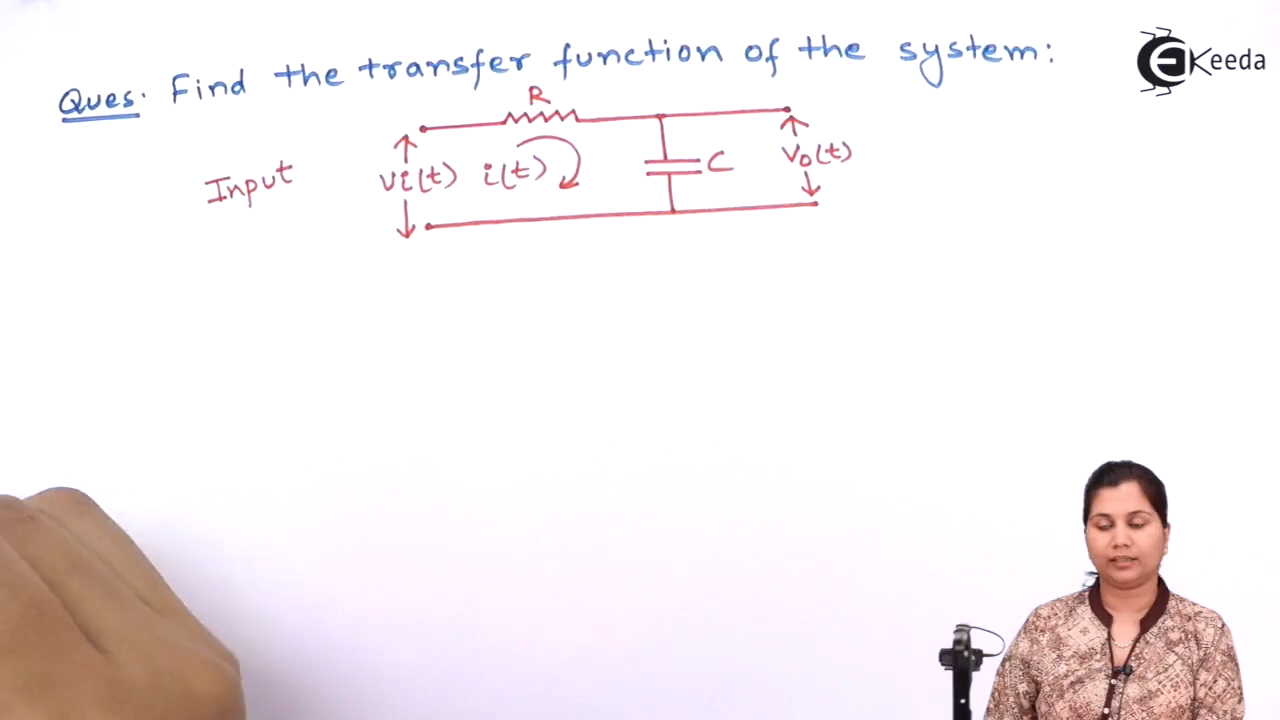 Ques. Find the transfer function of the system:
EKeeda
R
Input
Vi(t)
i(t)
C
Vo(t)